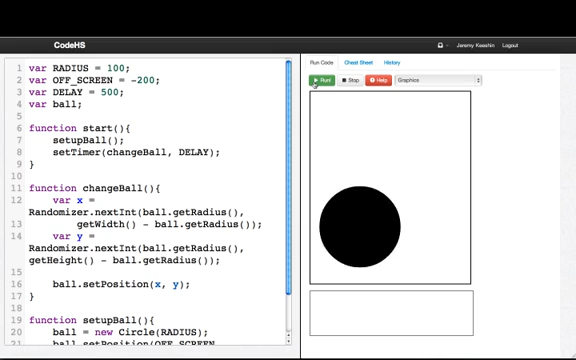 CodeHS
Jeremy Keeshin
Logout
Run Code
Cheat Sheet
History
Run!
Stop
Help
Graphics
1 var RADIUS = 100;
2 var OFF_SCREEN = -200;
3 var DELAY = 500;
4 var ball;
5
6 function start(){
7 setupBall();
8 setTimer(changeBall, DELAY);
9 }
10
11 function changeBall(){
12 var x =
Randomizer.nextInt(ball.getRadius(),
13 getWidth() - ball.getRadius());
14 var y =
Randomizer.nextInt(ball.getRadius(),
getHeight() - ball.getRadius());
15
16 ball.setPosition(x, y);
17 }
18
19 function setupBall(){
20 ball = new Circle(RADIUS);
21 ball.setPosition(OFF_SCREEN,